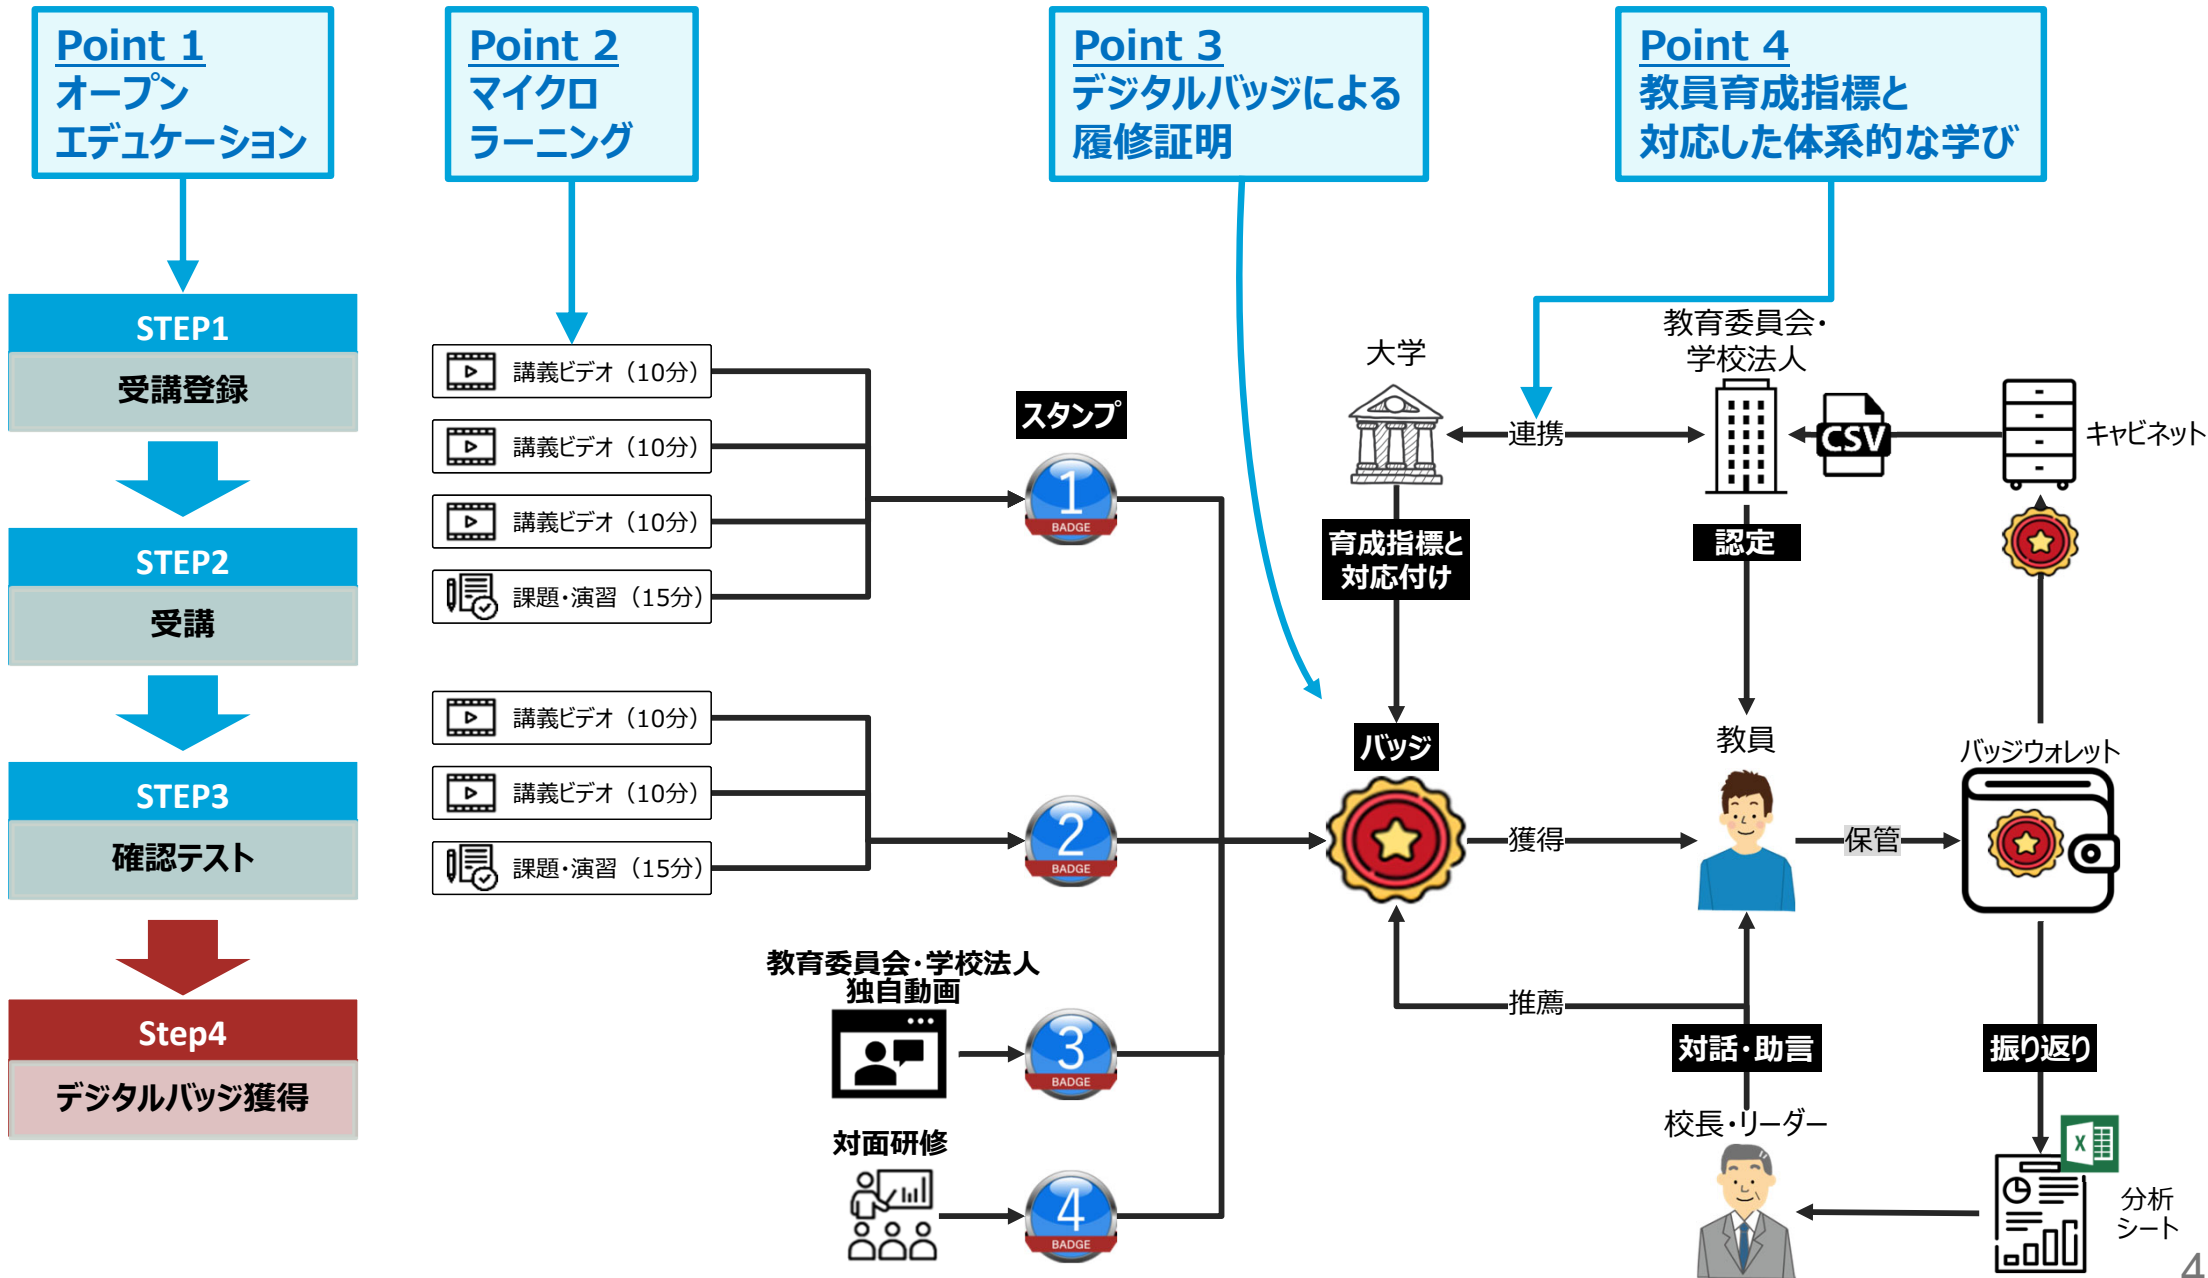 Point 1
オープン
エデュケーション
Point 2
マイクロ
ラーニング
Point 3
デジタルバッジによる
履修証明
Point 4
教員育成指標と
対応した体系的な学び
STEP1
受講登録
STEP2
受講
STEP3
確認テスト
Step4
デジタルバッジ獲得
講義ビデオ（10分）
講義ビデオ（10分）
講義ビデオ（10分）
課題・演習（15分）
講義ビデオ（10分）
講義ビデオ（10分）
課題・演習（15分）
スタンプ
1
BADGE
2
BADGE
教育委員会・学校法人
独自動画
3
BADGE
対面研修
4
BADGE
大学
連携
教育委員会・
学校法人
CSV
キャビネット
育成指標と
対応付け
認定
バッジ
獲得
教員
保管
バッジウォレット
推薦
対話・助言
振り返り
校長・リーダー
X
分析
シート
4